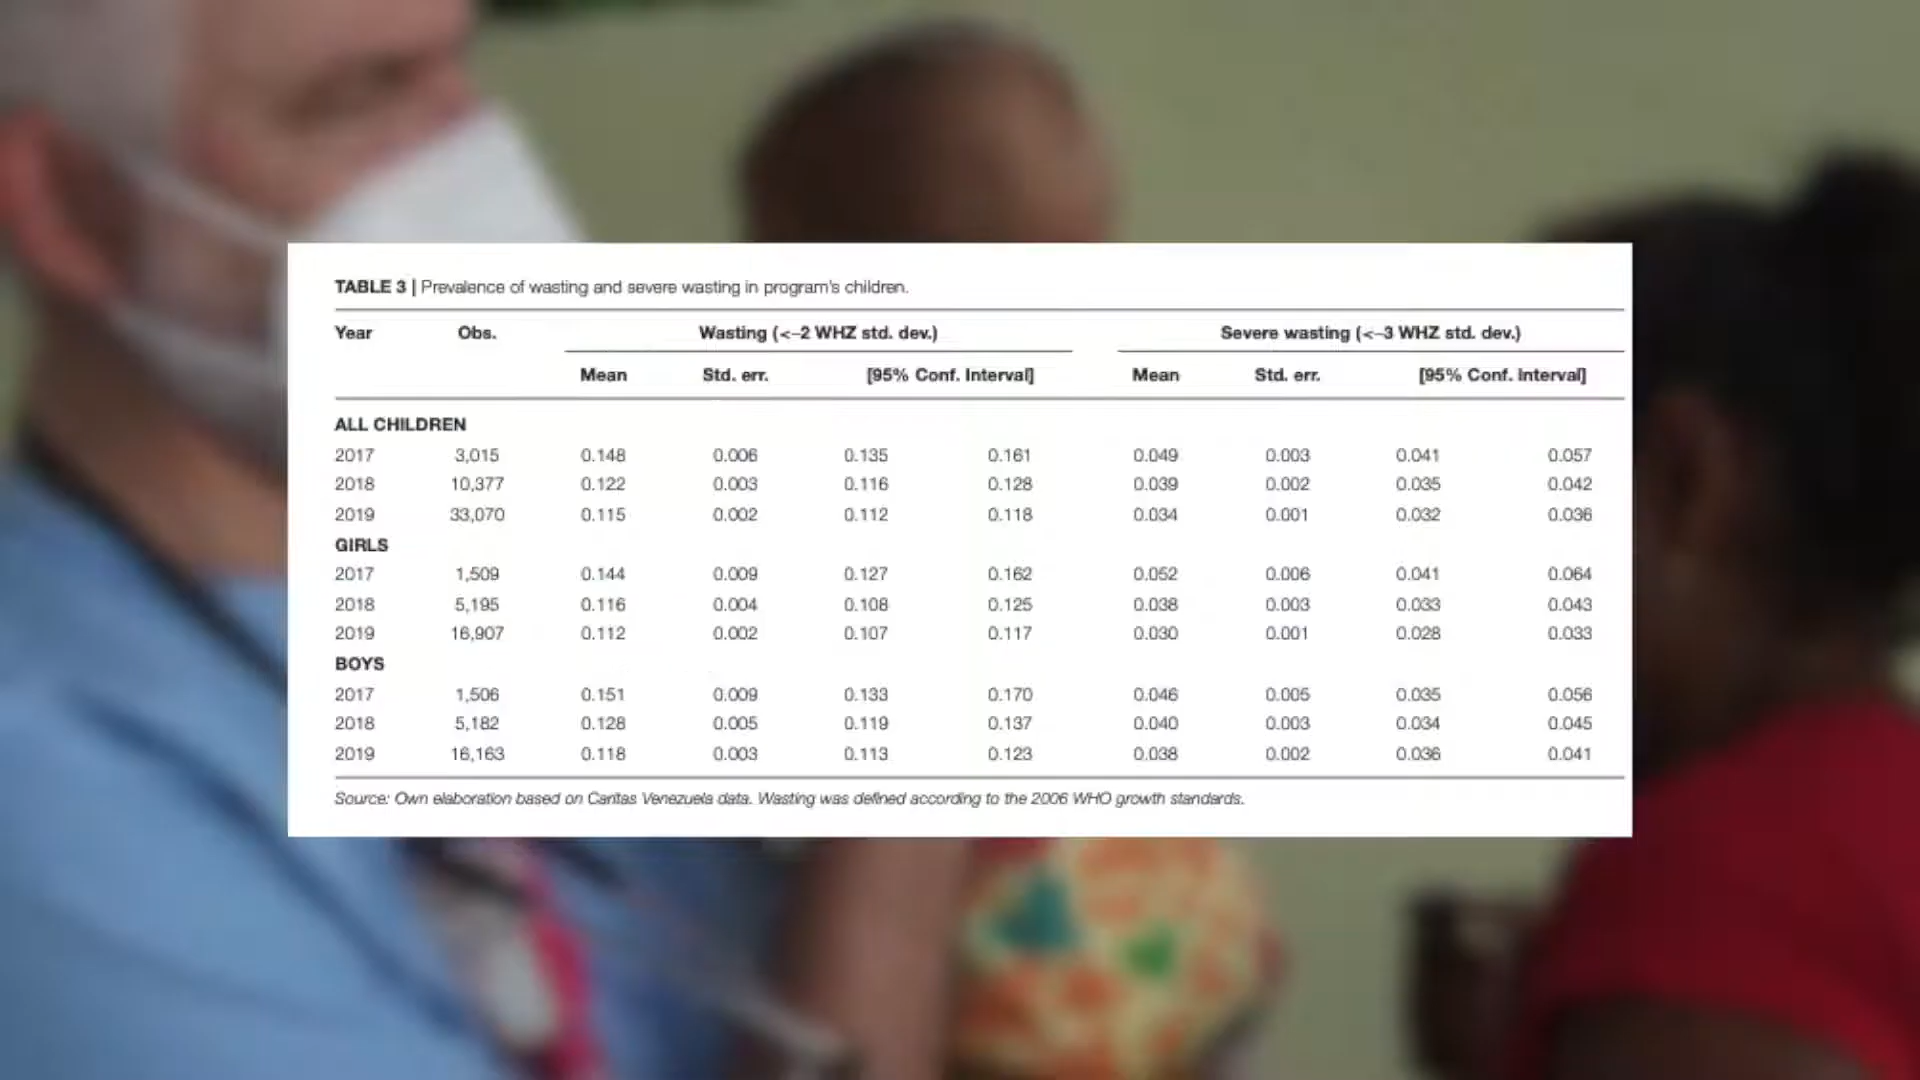 TABLE 3 | Prevalence of wasting and severe wasting in program's children.
Year Obs. Wasting (<–2 WHZ std. dev.) Severe wasting (<–3 WHZ std. dev.)
Mean Std. err. [95% Conf. Interval] Mean Std. err. [95% Conf. Interval]
ALL CHILDREN
2017 3,015 0.148 0.006 0.135 0.161 0.049 0.003 0.041 0.057
2018 10,377 0.122 0.003 0.116 0.128 0.039 0.002 0.035 0.042
2019 33,070 0.115 0.002 0.112 0.118 0.034 0.001 0.032 0.036
GIRLS
2017 1,509 0.144 0.009 0.127 0.162 0.052 0.006 0.041 0.064
2018 5,195 0.116 0.004 0.108 0.125 0.038 0.003 0.033 0.043
2019 16,907 0.112 0.002 0.107 0.117 0.030 0.001 0.028 0.033
BOYS
2017 1,506 0.151 0.009 0.133 0.170 0.046 0.005 0.035 0.056
2018 5,182 0.128 0.005 0.119 0.137 0.040 0.003 0.034 0.045
2019 16,163 0.118 0.003 0.113 0.123 0.038 0.002 0.036 0.041
Source: Own elaboration based on Caritas Venezuela data. Wasting was defined according to the 2006 WHO growth standards.